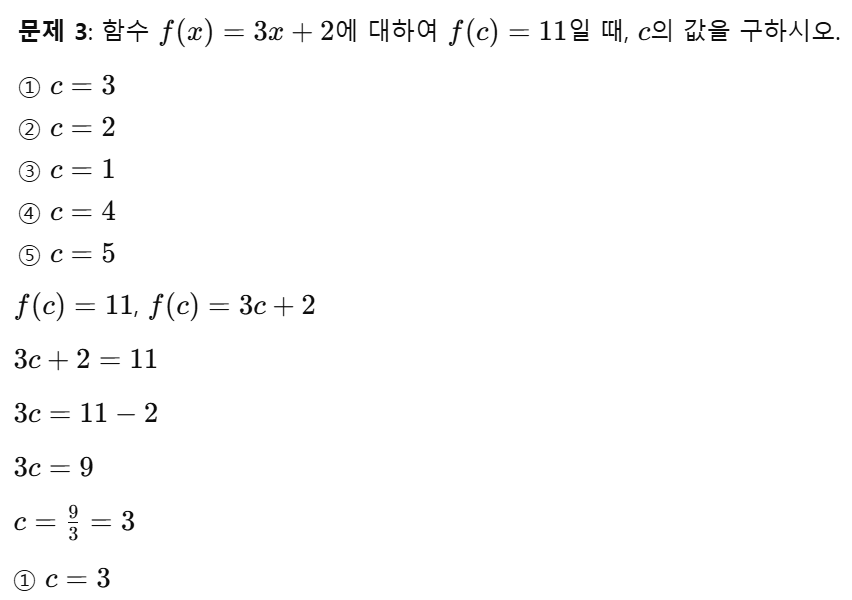 문제 3: 함수 f(x) = 3x + 2에 대하여 f(c) = 11일 때, c의 값을 구하시오.
① c = 3
② c = 2
③ c = 1
④ c = 4
⑤ c = 5
f(c) = 11, f(c) = 3c + 2
3c + 2 = 11
3c = 11 − 2
3c = 9
c = 9/3 = 3
① c = 3